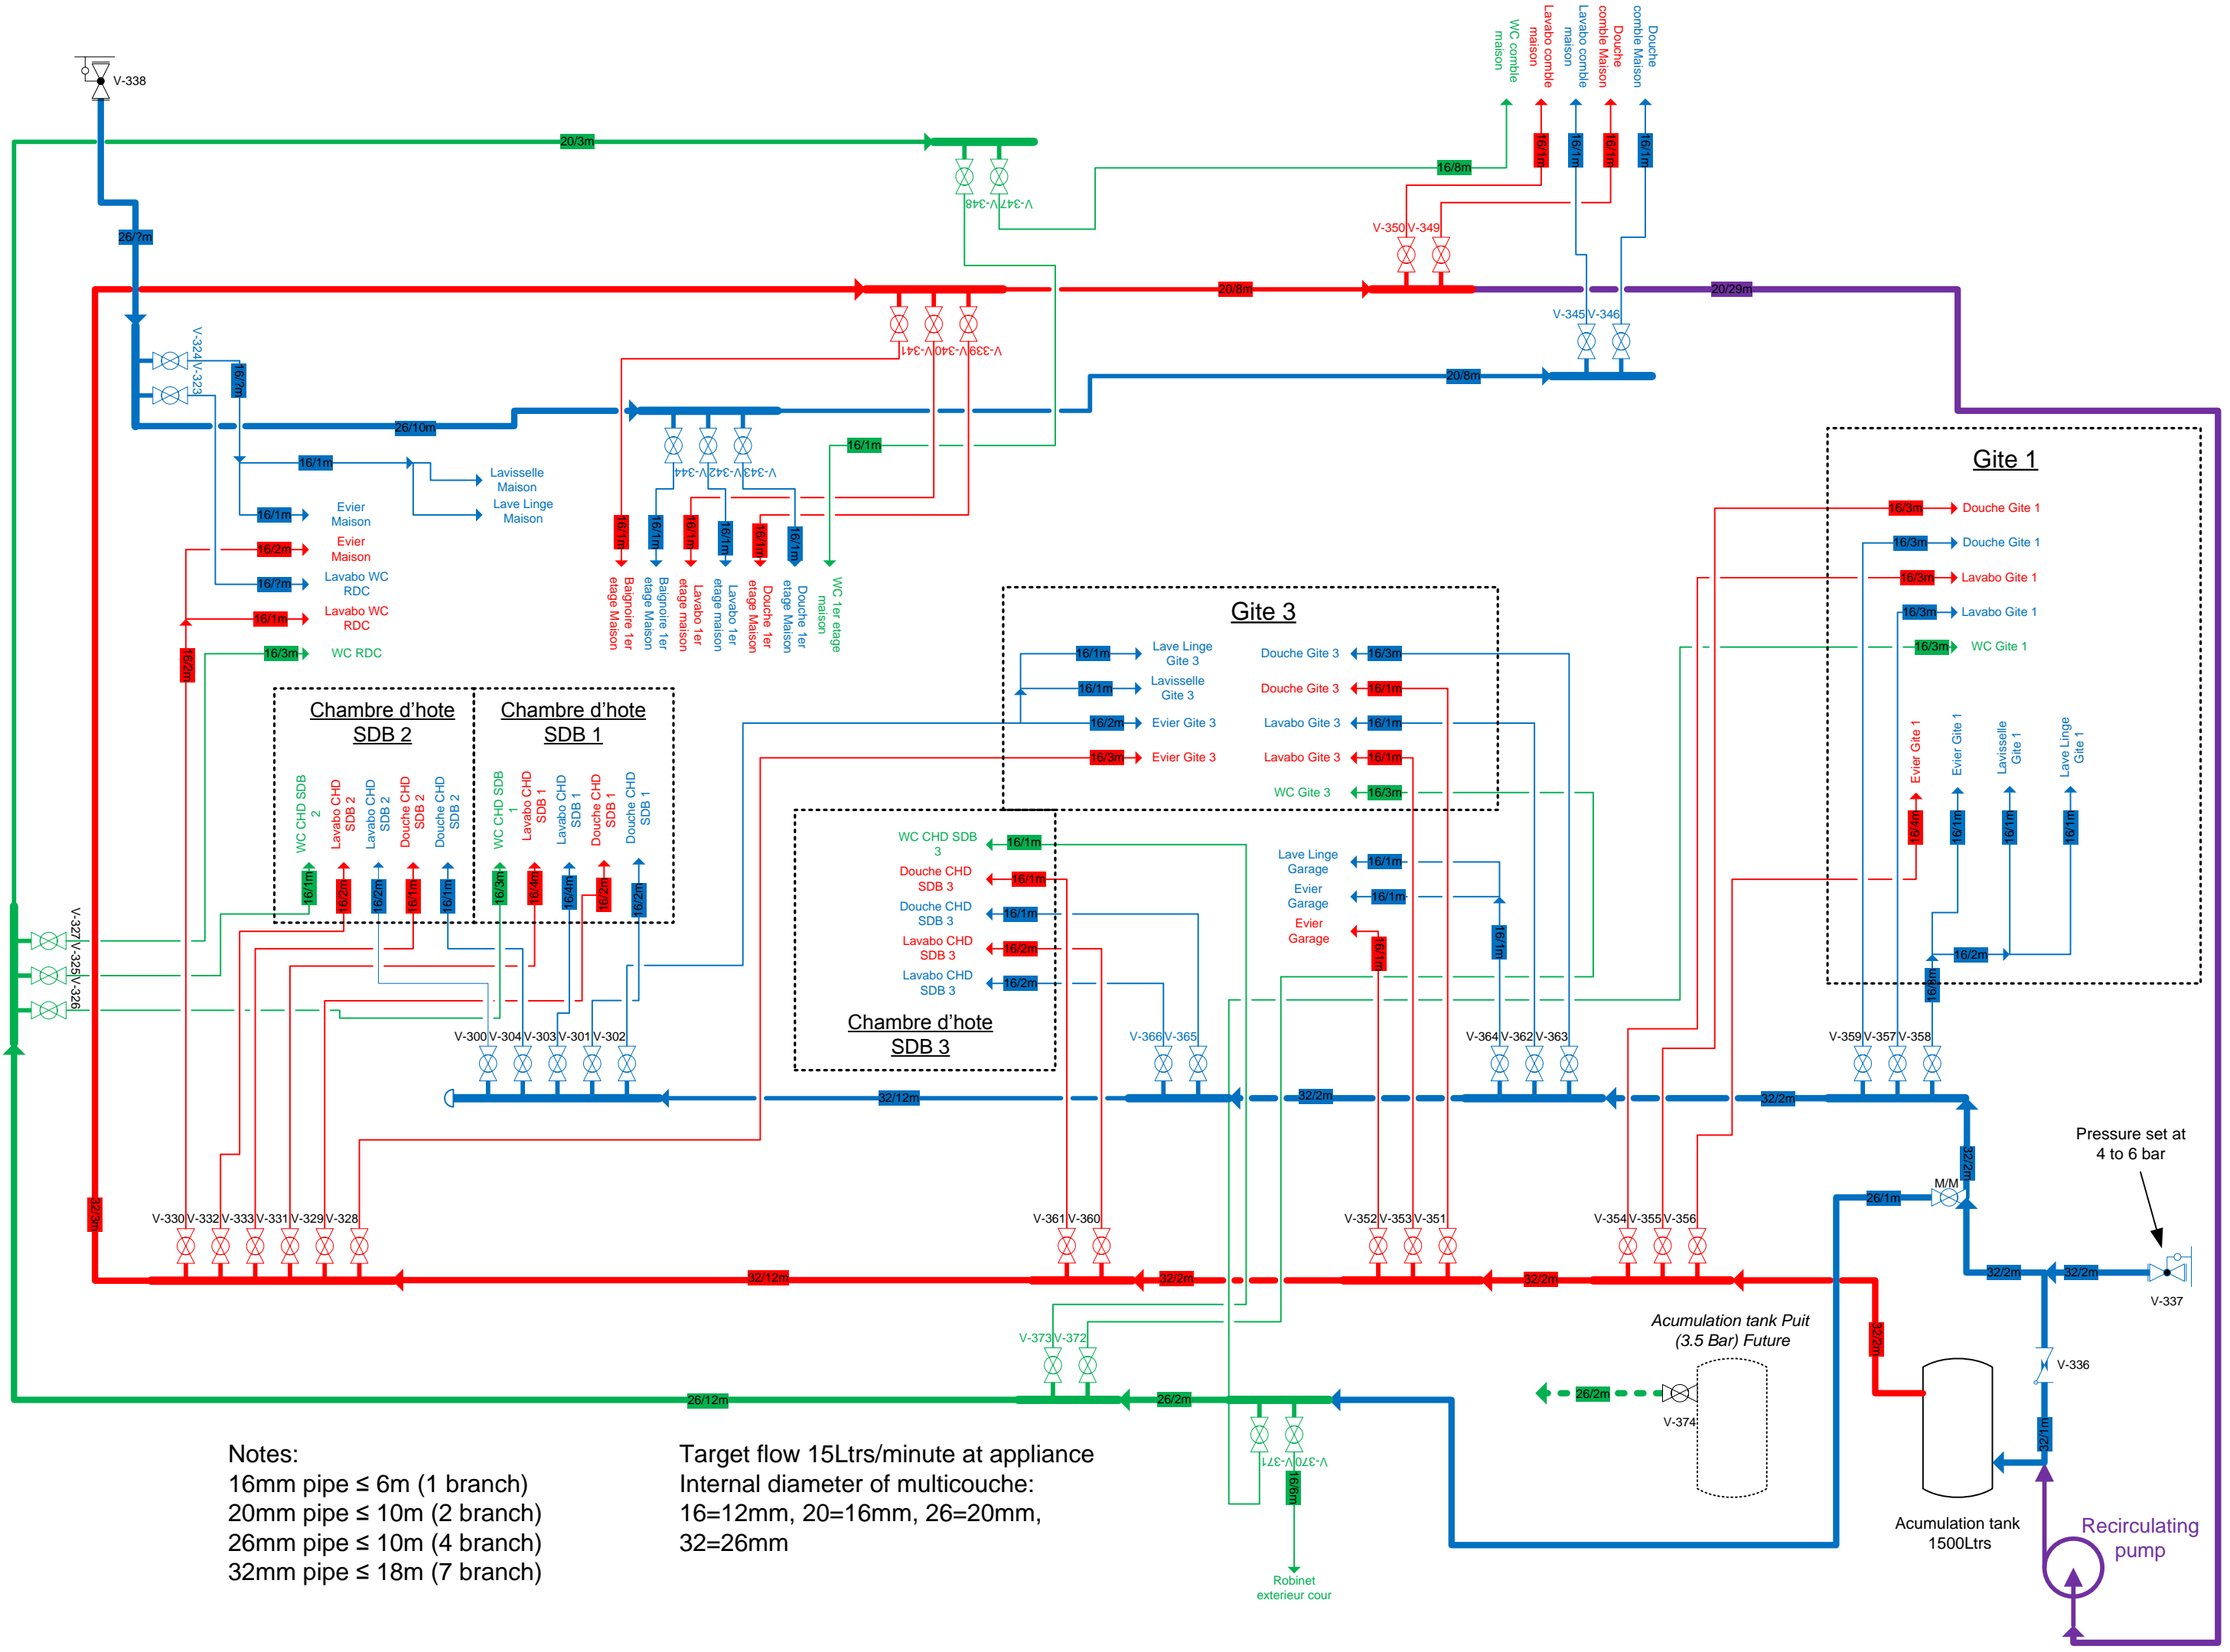 V-338
20/3m
WC comble
maison
Lavabo comble
maison
Lavabo comble
maison
Douche
comble Maison
Douche
comble Maison
16/8m
16/1m
16/1m
16/1m
16/1m
V-348
V-347
V-350
V-349
26/?m
20/8m
20/29m
V-345
V-346
V-324
V-323
16/?m
V-341
V-340
V-339
20/8m
26/10m
16/1m
V-344
V-342
V-343
16/1m
Lavisselle
Maison
Lave Linge
Maison
16/1m
Evier
Maison
16/2m
Evier
Maison
16/?m
Lavabo WC
RDC
16/1m
Lavabo WC
RDC
16/3m
WC RDC
16/2m
16/1m
16/1m
16/1m
16/1m
16/1m
16/1m
Baignoire 1er
etage Maison
Baignoire 1er
etage Maison
Lavabo 1er
etage maison
Lavabo 1er
etage maison
Douche 1er
etage Maison
Douche 1er
etage Maison
WC 1er etage
maison
Gite 1
16/3m
Douche Gite 1
16/3m
Douche Gite 1
16/3m
Lavabo Gite 1
16/3m
Lavabo Gite 1
16/3m
WC Gite 1
Evier Gite 1
Evier Gite 1
Lavisselle
Gite 1
Lave Linge
Gite 1
16/4m
16/1m
16/1m
16/1m
16/2m
16/8m
Gite 3
16/1m
Lave Linge
Gite 3
16/1m
Lavisselle
Gite 3
16/2m
Evier Gite 3
16/3m
Evier Gite 3
Douche Gite 3
16/3m
Douche Gite 3
16/1m
Lavabo Gite 3
16/1m
Lavabo Gite 3
16/1m
WC Gite 3
16/3m
Chambre d'hote
SDB 2
Chambre d'hote
SDB 1
WC CHD SDB
2
Lavabo CHD
SDB 2
Lavabo CHD
SDB 2
Douche CHD
SDB 2
Douche CHD
SDB 2
WC CHD SDB
1
Lavabo CHD
SDB 1
Lavabo CHD
SDB 1
Douche CHD
SDB 1
Douche CHD
SDB 1
16/1m
16/2m
16/2m
16/1m
16/1m
16/3m
16/4m
16/4m
16/2m
16/2m
WC CHD SDB
3
16/1m
Douche CHD
SDB 3
16/1m
Douche CHD
SDB 3
16/1m
Lavabo CHD
SDB 3
16/2m
Lavabo CHD
SDB 3
16/2m
Chambre d'hote
SDB 3
Lave Linge
Garage
16/1m
Evier
Garage
16/1m
Evier
Garage
16/1m
16/1m
V-327
V-325
V-326
V-300
V-304
V-303
V-301
V-302
V-366
V-365
V-364
V-362
V-363
V-359
V-357
V-358
32/12m
32/2m
32/2m
32/2m
M/M
26/1m
Pressure set at
4 to 6 bar
32/3m
V-330
V-332
V-333
V-331
V-329
V-328
V-361
V-360
V-352
V-353
V-351
V-354
V-355
V-356
32/12m
32/2m
32/2m
32/2m
32/2m
V-337
V-373
V-372
Acumulation tank Puit
(3.5 Bar) Future
32/2m
V-336
26/12m
26/2m
26/2m
V-374
V-371
V-370
16/6m
32/1m
Notes:
16mm pipe ≤ 6m (1 branch)
20mm pipe ≤ 10m (2 branch)
26mm pipe ≤ 10m (4 branch)
32mm pipe ≤ 18m (7 branch)
Target flow 15Ltrs/minute at appliance
Internal diameter of multicouche:
16=12mm, 20=16mm, 26=20mm,
32=26mm
Acumulation tank
1500Ltrs
Recirculating
pump
Robinet
exterieur cour